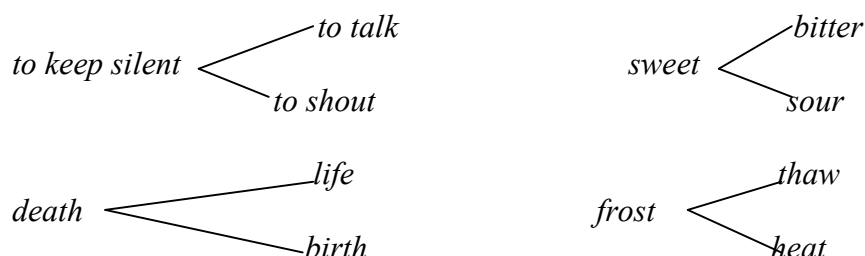 to talk
to keep silent
to shout
bitter
sweet
sour
life
death
birth
thaw
frost
heat